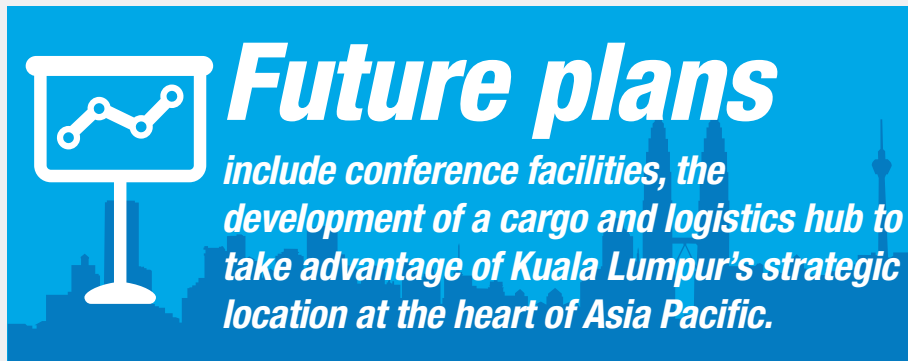 Future plans
include conference facilities, the
development of a cargo and logistics hub to
take advantage of Kuala Lumpur’s strategic
location at the heart of Asia Pacific.